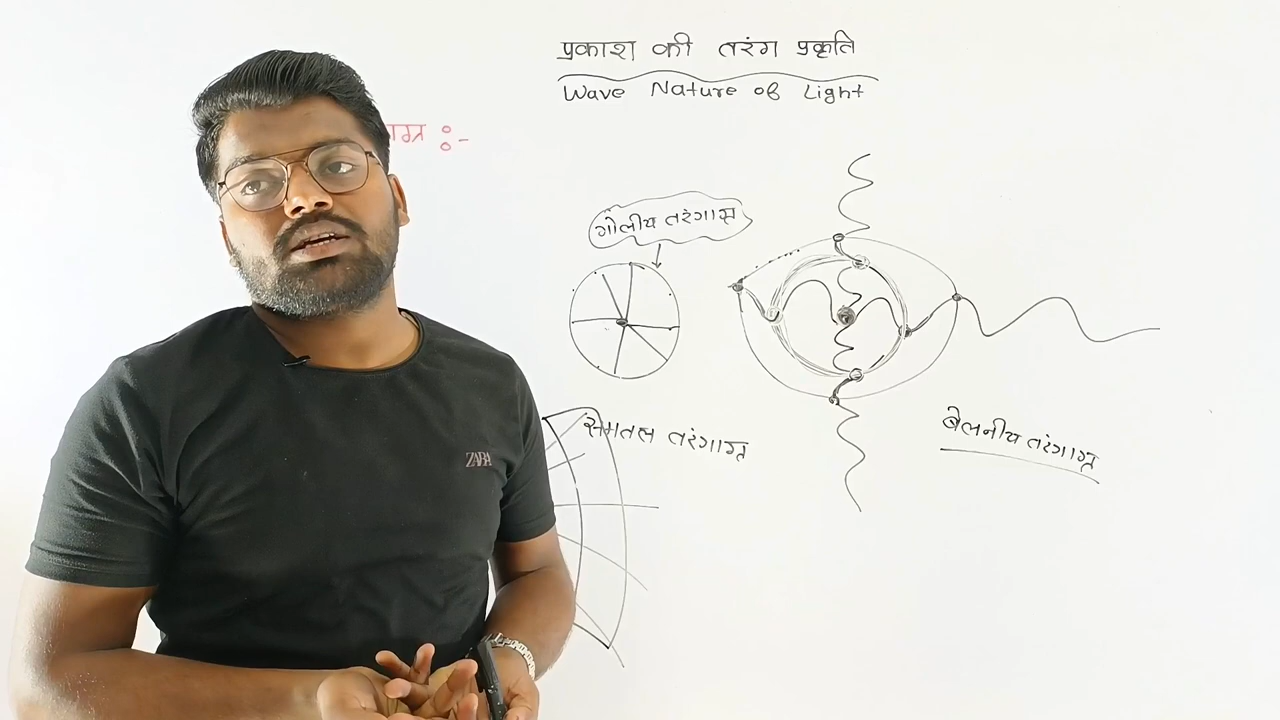 प्रकाश की तरंग प्रकृति
Wave Nature of Light
ाग्र :-
गोलीय तरंगाग्र
समतल तरंगाग्र
बेलनीय तरंगाग्र
ZARA